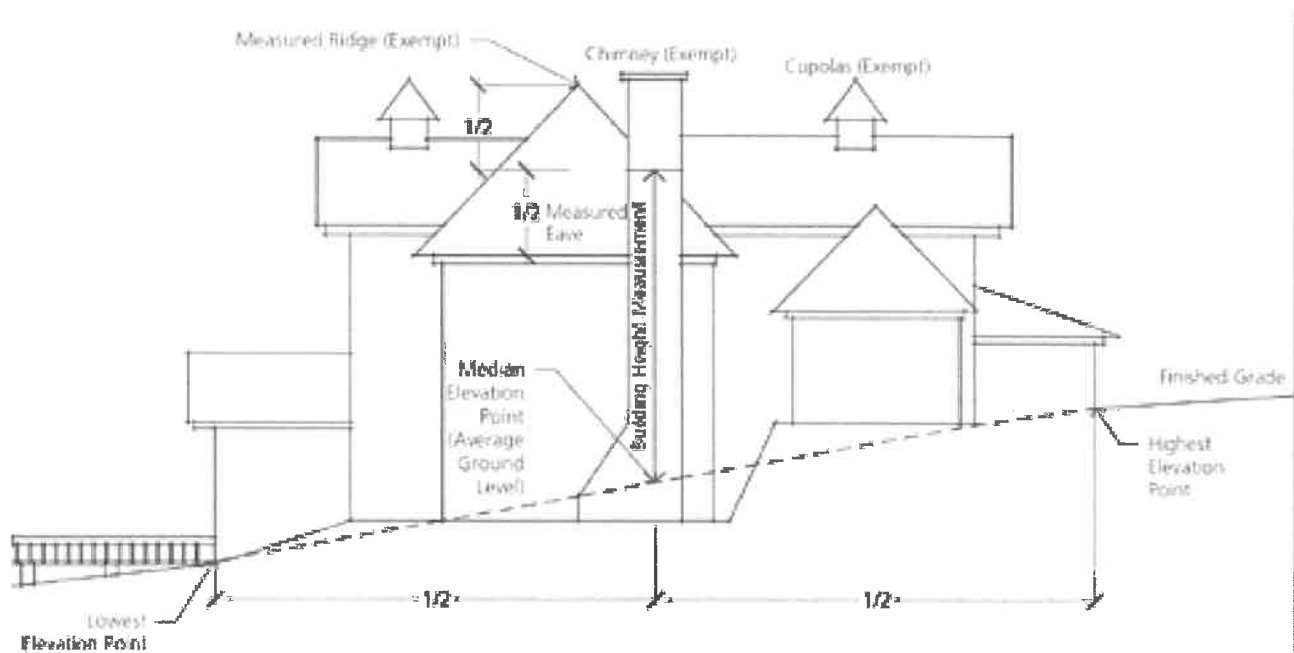 Measured Ridge (Exempt)
Chimney (Exempt)
Cupolas (Exempt)
1/2
1/2
Measured
Eave
Building Height Measurement
Median
Elevation
Point
(Average
Ground
Level)
Finished Grade
Highest
Elevation
Point
1/2
1/2
Lowest
Elevation Point